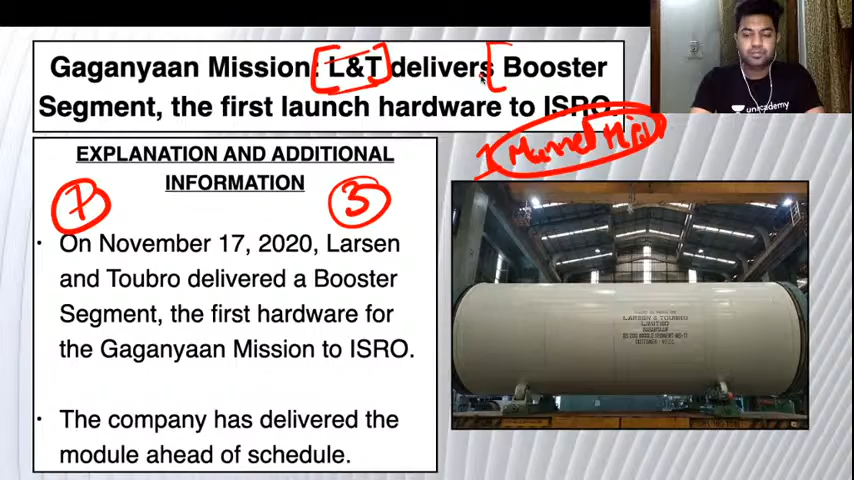 Gaganyaan Mission: L&T delivers Booster
Segment, the first launch hardware to ISRO
unacademy
EXPLANATION AND ADDITIONAL
INFORMATION
7
3
• On November 17, 2020, Larsen
and Toubro delivered a Booster
Segment, the first hardware for
the Gaganyaan Mission to ISRO.
• The company has delivered the
module ahead of schedule.
LARSEN & TOUBRO
LIMITED